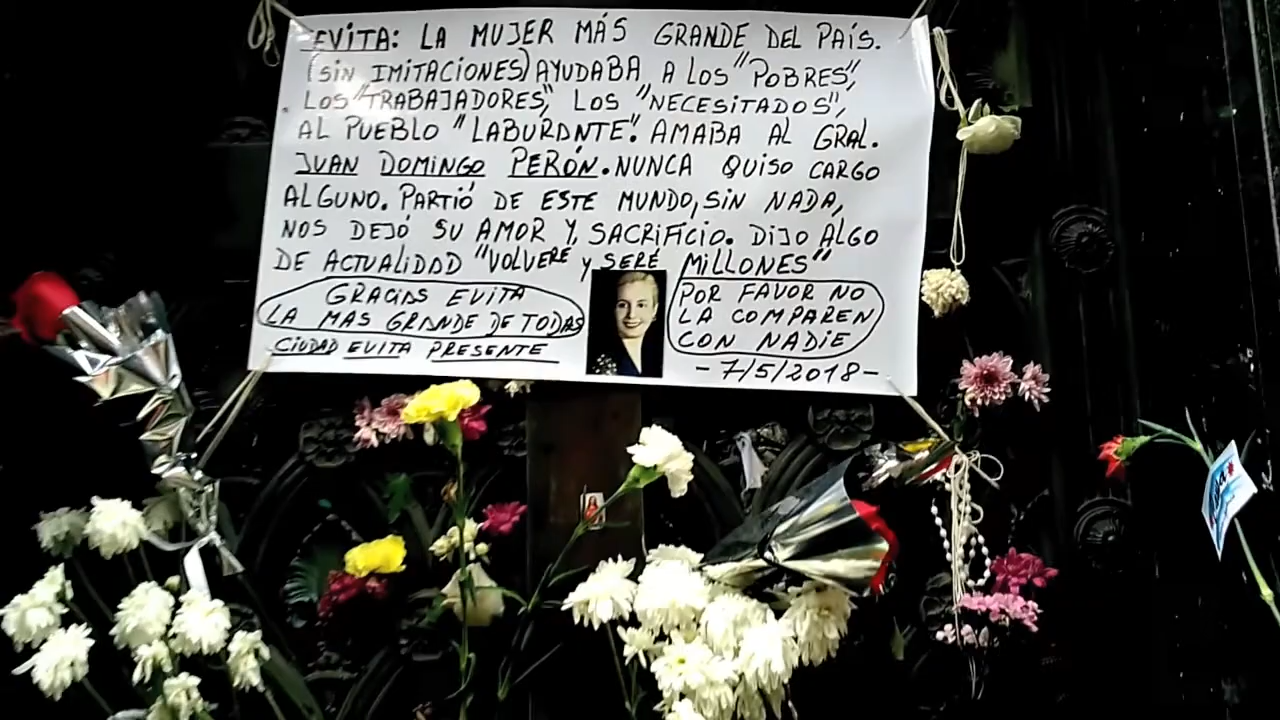 EVITA: LA MUJER MÁS GRANDE DEL PAÍS.
(SIN IMITACIONES) AYUDABA A LOS "POBRES",
LOS "TRABAJADORES", LOS "NECESITADOS",
AL PUEBLO "LABURANTE". AMABA AL GRAL.
JUAN DOMINGO PERÓN. NUNCA QUISO CARGO
ALGUNO. PARTIÓ DE ESTE MUNDO, SIN NADA,
NOS DEJÓ SU AMOR Y, SACRIFICIO. DIJO ALGO
DE ACTUALIDAD "VOLVERÉ y SERÉ MILLONES"
GRACIAS EVITA
LA MAS GRANDE DE TODAS
CIUDAD EVITA PRESENTE
POR FAVOR NO
LA COMPAREN
CON NADIE
-7/5/2018-